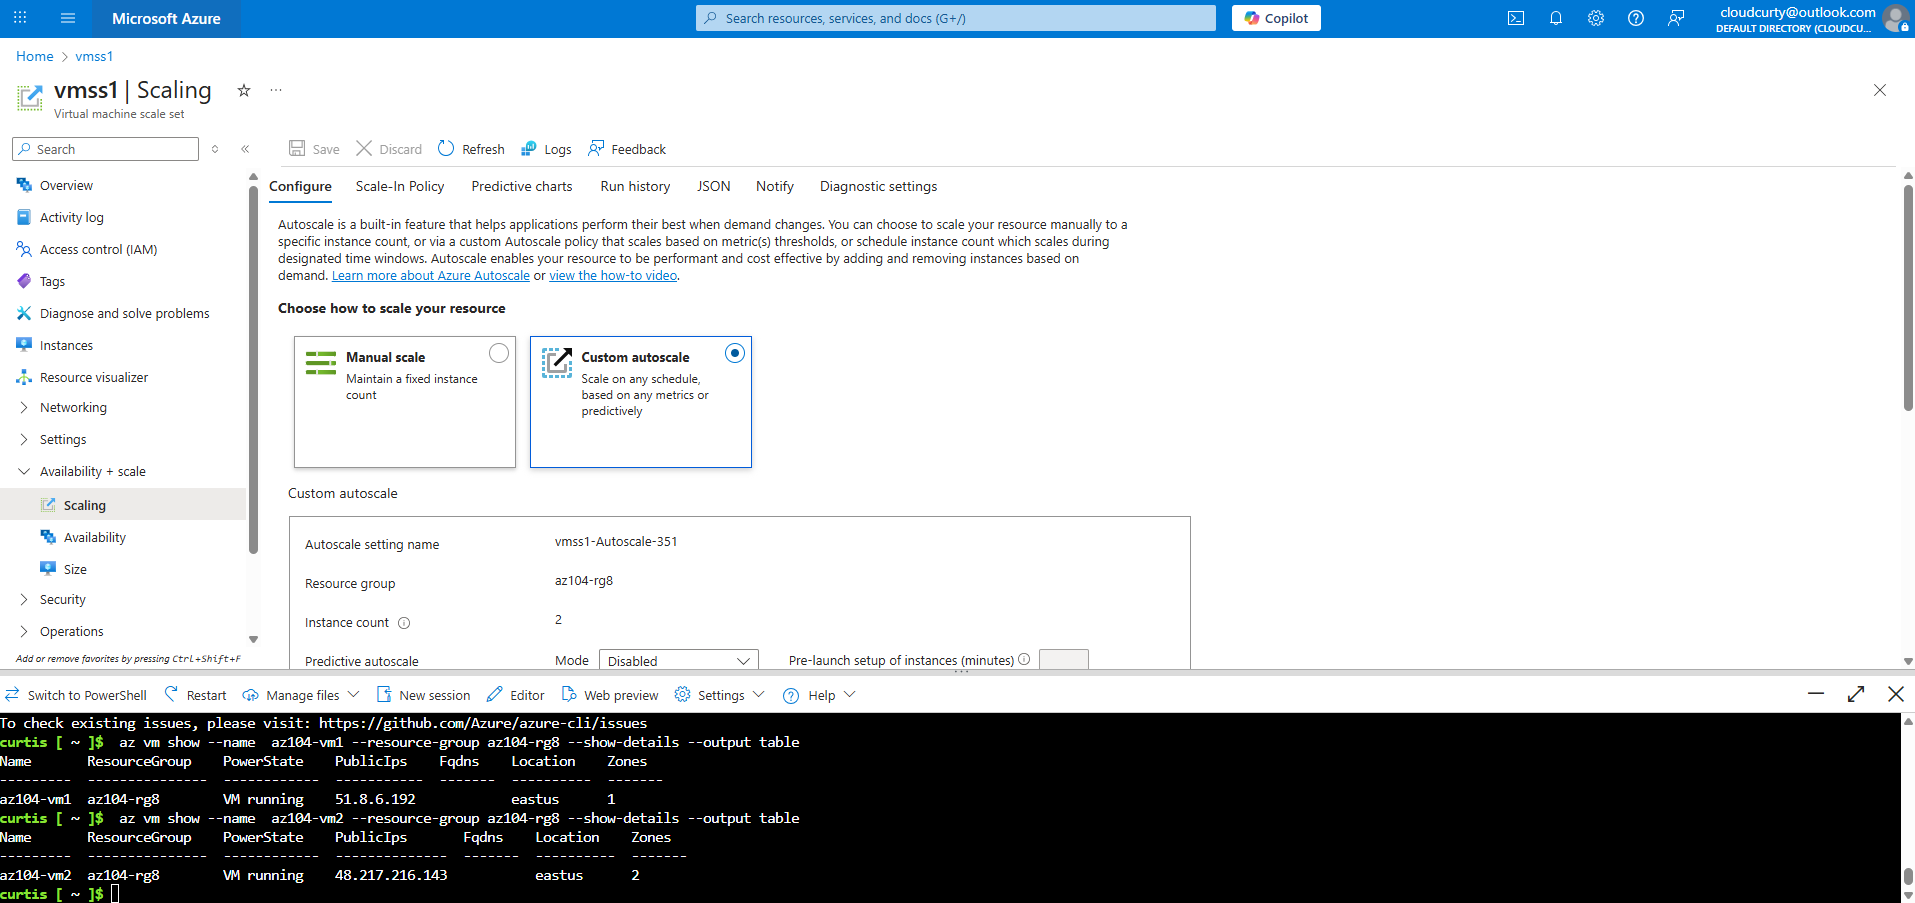 Microsoft Azure
Search resources, services, and docs (G+/)
Copilot
cloudcurty@outlook.com
DEFAULT DIRECTORY (CLOUDCU...
Home > vmss1
vmss1 | Scaling
Virtual machine scale set
Search
Save
Discard
Refresh
Logs
Feedback
Overview
Activity log
Access control (IAM)
Tags
Diagnose and solve problems
Instances
Resource visualizer
Networking
Settings
Availability + scale
Scaling
Availability
Size
Security
Operations
Add or remove favorites by pressing Ctrl+Shift+F
Configure
Scale-In Policy
Predictive charts
Run history
JSON
Notify
Diagnostic settings
Autoscale is a built-in feature that helps applications perform their best when demand changes. You can choose to scale your resource manually to a
specific instance count, or via a custom Autoscale policy that scales based on metric(s) thresholds, or schedule instance count which scales during
designated time windows. Autoscale enables your resource to be performant and cost effective by adding and removing instances based on
demand. Learn more about Azure Autoscale or view the how-to video.
Choose how to scale your resource
Manual scale
Maintain a fixed instance
count
Custom autoscale
Scale on any schedule,
based on any metrics or
predictively
Custom autoscale
Autoscale setting name vmss1-Autoscale-351
Resource group az104-rg8
Instance count 2
Predictive autoscale Mode Disabled Pre-launch setup of instances (minutes)
Switch to PowerShell
Restart
Manage files
New session
Editor
Web preview
Settings
Help
To check existing issues, please visit: https://github.com/Azure/azure-cli/issues
curtis [ ~ ]$ az vm show --name az104-vm1 --resource-group az104-rg8 --show-details --output table
Name ResourceGroup PowerState PublicIps Fqdns Location Zones
--------- --------------- ------------ ----------- ------- ---------- -------
az104-vm1 az104-rg8 VM running 51.8.6.192 eastus 1
curtis [ ~ ]$ az vm show --name az104-vm2 --resource-group az104-rg8 --show-details --output table
Name ResourceGroup PowerState PublicIps Fqdns Location Zones
--------- --------------- ------------ -------------- ------- ---------- -------
az104-vm2 az104-rg8 VM running 48.217.216.143 eastus 2
curtis [ ~ ]$